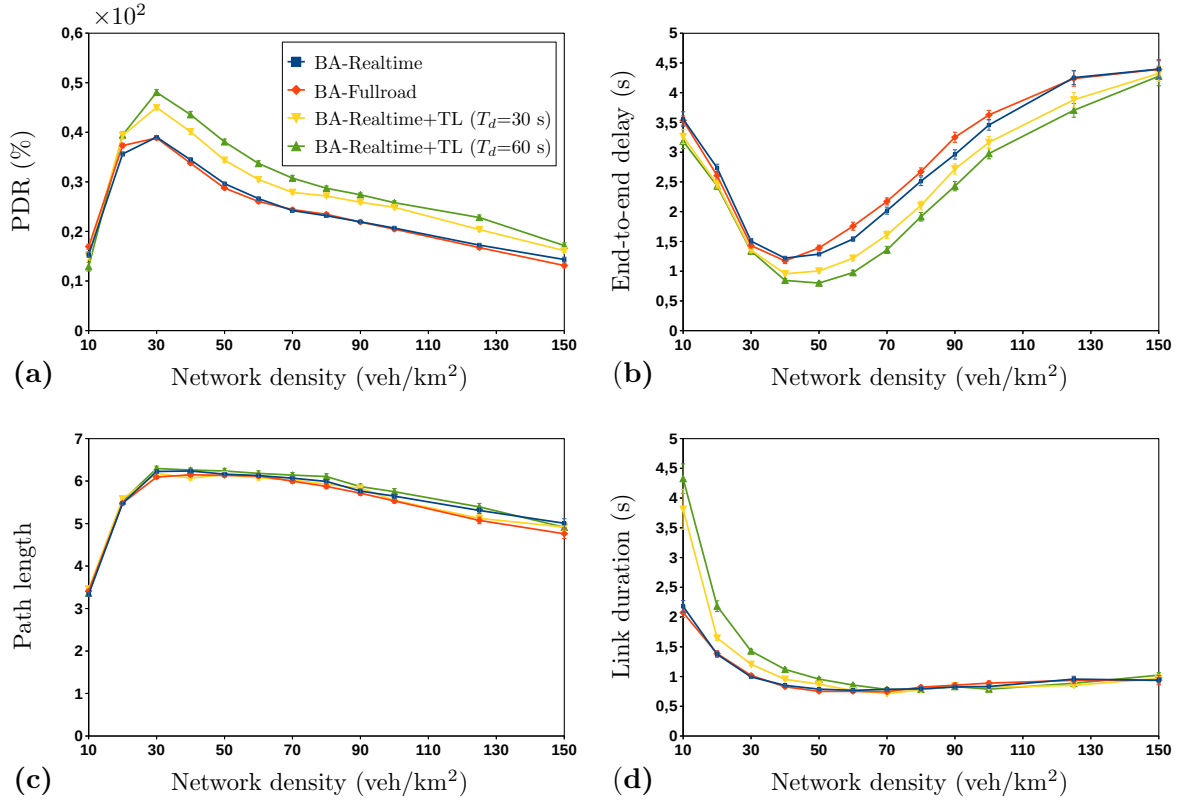 ×10²
0,6
0,5
0,4
0,3
0,2
0,1
0
PDR (%)
BA-Realtime
BA-Fullroad
BA-Realtime+TL (T_d=30 s)
BA-Realtime+TL (T_d=60 s)
10 30 50 70 90 110 130 150
(a) Network density (veh/km²)
5
4,5
4
3,5
3
2,5
2
1,5
1
0,5
0
End-to-end delay (s)
10 30 50 70 90 110 130 150
(b) Network density (veh/km²)
7
6
5
4
3
2
1
0
Path length
10 30 50 70 90 110 130 150
(c) Network density (veh/km²)
5
4,5
4
3,5
3
2,5
2
1,5
1
0,5
0
Link duration (s)
10 30 50 70 90 110 130 150
(d) Network density (veh/km²)